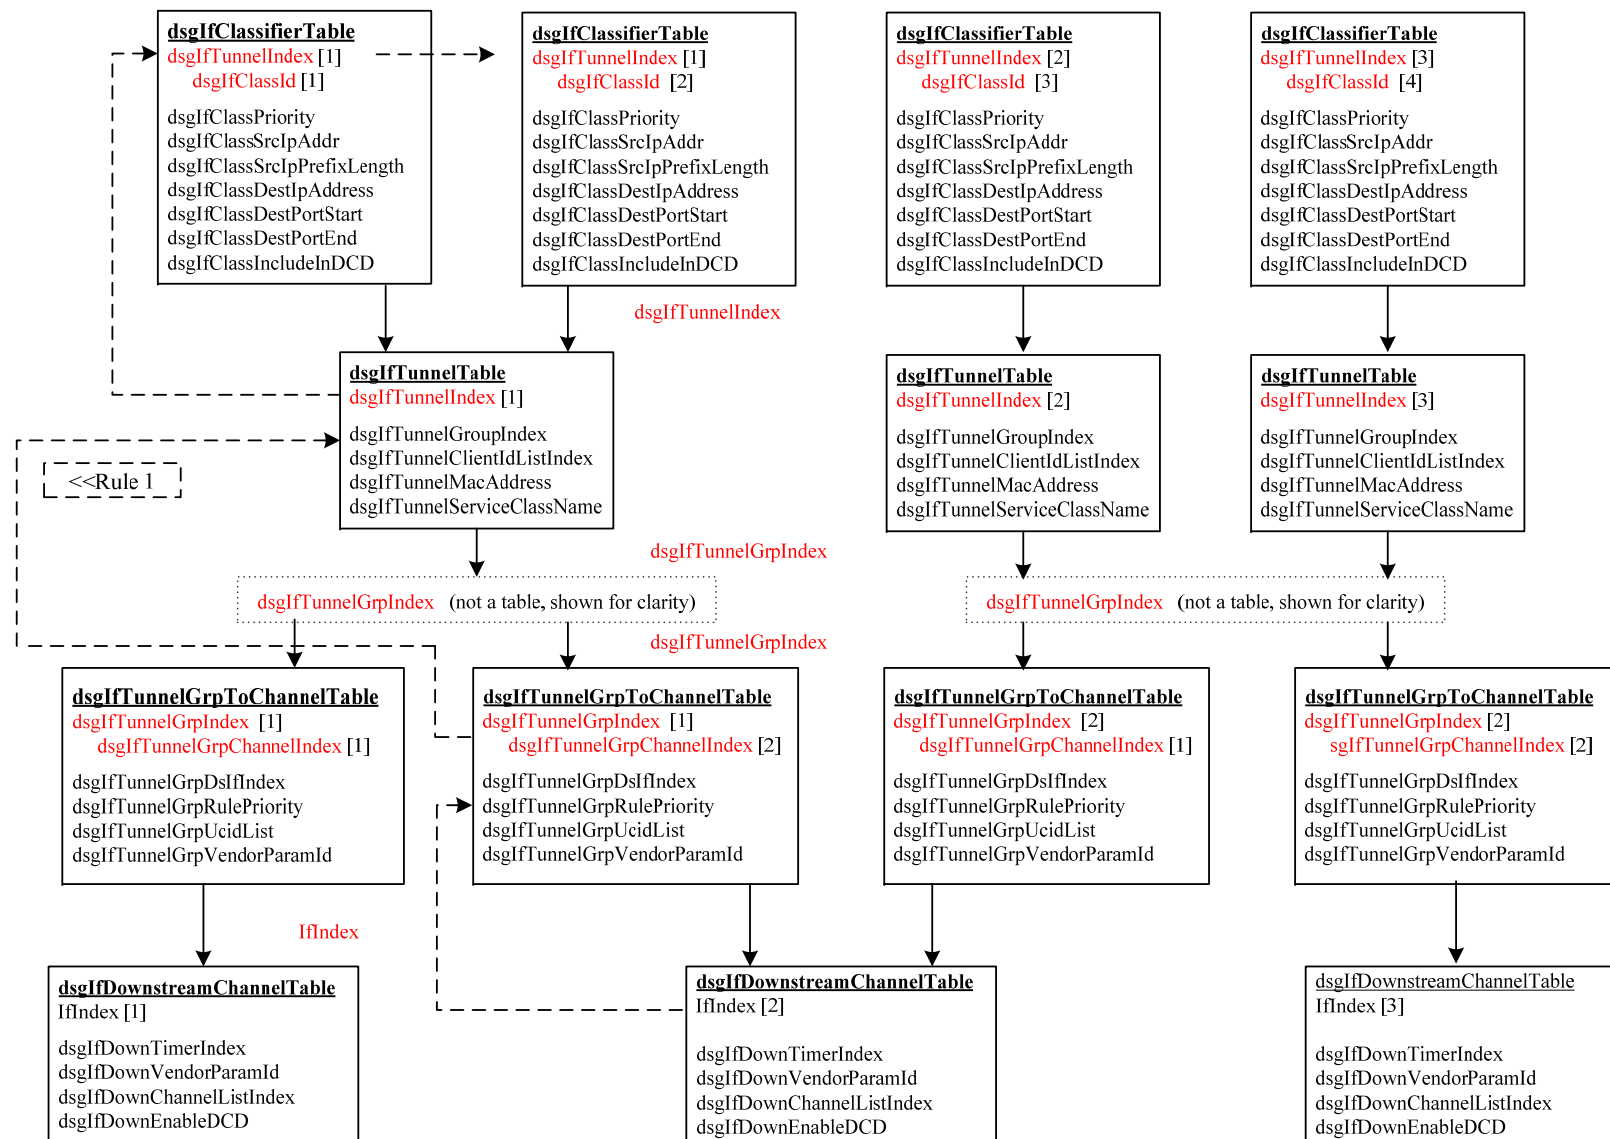 dsgIfClassifierTable
dsgIfTunnelIndex [1]
dsgIfClassId [1]
dsgIfClassPriority
dsgIfClassSrcIpAddr
dsgIfClassSrcIpPrefixLength
dsgIfClassDestIpAddress
dsgIfClassDestPortStart
dsgIfClassDestPortEnd
dsgIfClassIncludeInDCD
dsgIfClassifierTable
dsgIfTunnelIndex [1]
dsgIfClassId [2]
dsgIfClassPriority
dsgIfClassSrcIpAddr
dsgIfClassSrcIpPrefixLength
dsgIfClassDestIpAddress
dsgIfClassDestPortStart
dsgIfClassDestPortEnd
dsgIfClassIncludeInDCD
dsgIfClassifierTable
dsgIfTunnelIndex [2]
dsgIfClassId [3]
dsgIfClassPriority
dsgIfClassSrcIpAddr
dsgIfClassSrcIpPrefixLength
dsgIfClassDestIpAddress
dsgIfClassDestPortStart
dsgIfClassDestPortEnd
dsgIfClassIncludeInDCD
dsgIfClassifierTable
dsgIfTunnelIndex [3]
dsgIfClassId [4]
dsgIfClassPriority
dsgIfClassSrcIpAddr
dsgIfClassSrcIpPrefixLength
dsgIfClassDestIpAddress
dsgIfClassDestPortStart
dsgIfClassDestPortEnd
dsgIfClassIncludeInDCD
dsgIfTunnelIndex
dsgIfTunnelTable
dsgIfTunnelIndex [1]
dsgIfTunnelGroupIndex
dsgIfTunnelClientIdListIndex
dsgIfTunnelMacAddress
dsgIfTunnelServiceClassName
dsgIfTunnelTable
dsgIfTunnelIndex [2]
dsgIfTunnelGroupIndex
dsgIfTunnelClientIdListIndex
dsgIfTunnelMacAddress
dsgIfTunnelServiceClassName
dsgIfTunnelTable
dsgIfTunnelIndex [3]
dsgIfTunnelGroupIndex
dsgIfTunnelClientIdListIndex
dsgIfTunnelMacAddress
dsgIfTunnelServiceClassName
<<Rule 1
dsgIfTunnelGrpIndex
dsgIfTunnelGrpIndex (not a table, shown for clarity)
dsgIfTunnelGrpIndex (not a table, shown for clarity)
dsgIfTunnelGrpIndex
dsgIfTunnelGrpToChannelTable
dsgIfTunnelGrpIndex [1]
dsgIfTunnelGrpChannelIndex [1]
dsgIfTunnelGrpDsIfIndex
dsgIfTunnelGrpRulePriority
dsgIfTunnelGrpUcidList
dsgIfTunnelGrpVendorParamId
dsgIfTunnelGrpToChannelTable
dsgIfTunnelGrpIndex [1]
dsgIfTunnelGrpChannelIndex [2]
dsgIfTunnelGrpDsIfIndex
dsgIfTunnelGrpRulePriority
dsgIfTunnelGrpUcidList
dsgIfTunnelGrpVendorParamId
dsgIfTunnelGrpToChannelTable
dsgIfTunnelGrpIndex [2]
dsgIfTunnelGrpChannelIndex [1]
dsgIfTunnelGrpDsIfIndex
dsgIfTunnelGrpRulePriority
dsgIfTunnelGrpUcidList
dsgIfTunnelGrpVendorParamId
dsgIfTunnelGrpToChannelTable
dsgIfTunnelGrpIndex [2]
sgIfTunnelGrpChannelIndex [2]
dsgIfTunnelGrpDsIfIndex
dsgIfTunnelGrpRulePriority
dsgIfTunnelGrpUcidList
dsgIfTunnelGrpVendorParamId
IfIndex
dsgIfDownstreamChannelTable
IfIndex [1]
dsgIfDownTimerIndex
dsgIfDownVendorParamId
dsgIfDownChannelListIndex
dsgIfDownEnableDCD
dsgIfDownstreamChannelTable
IfIndex [2]
dsgIfDownTimerIndex
dsgIfDownVendorParamId
dsgIfDownChannelListIndex
dsgIfDownEnableDCD
dsgIfDownstreamChannelTable
IfIndex [3]
dsgIfDownTimerIndex
dsgIfDownVendorParamId
dsgIfDownChannelListIndex
dsgIfDownEnableDCD